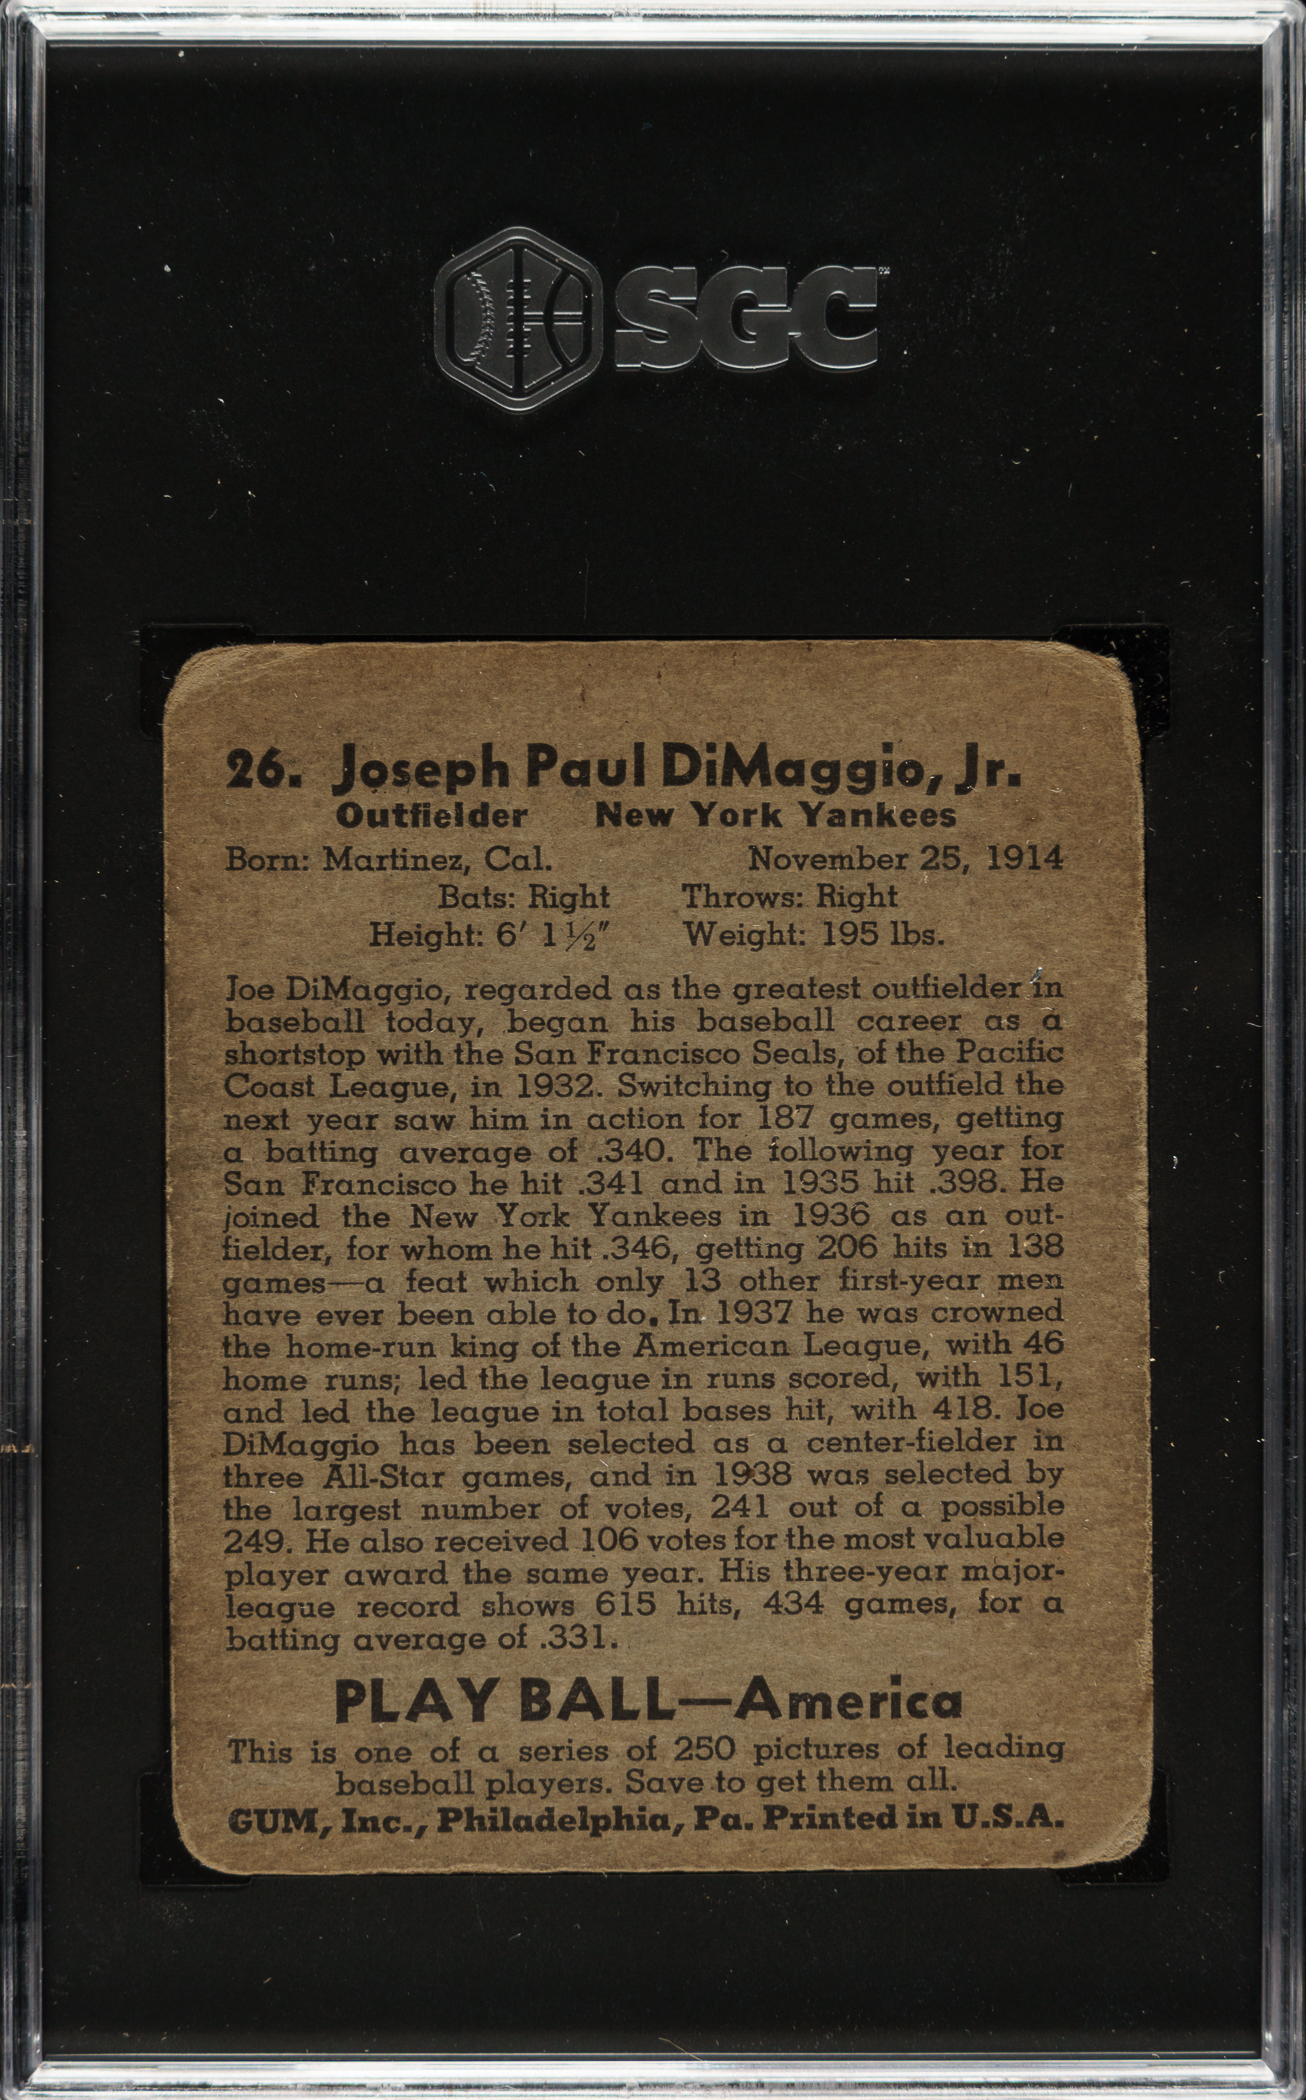 SGC™
26. Joseph Paul DiMaggio, Jr.
Outfielder New York Yankees
Born: Martinez, Cal. November 25, 1914
Bats: Right Throws: Right
Height: 6′ 1½″ Weight: 195 lbs.
Joe DiMaggio, regarded as the greatest outfielder in
baseball today, began his baseball career as a
shortstop with the San Francisco Seals, of the Pacific
Coast League, in 1932. Switching to the outfield the
next year saw him in action for 187 games, getting
a batting average of .340. The following year for
San Francisco he hit .341 and in 1935 hit .398. He
joined the New York Yankees in 1936 as an out-
fielder, for whom he hit .346, getting 206 hits in 138
games—a feat which only 13 other first-year men
have ever been able to do. In 1937 he was crowned
the home-run king of the American League, with 46
home runs; led the league in runs scored, with 151,
and led the league in total bases hit, with 418. Joe
DiMaggio has been selected as a center-fielder in
three All-Star games, and in 1938 was selected by
the largest number of votes, 241 out of a possible
249. He also received 106 votes for the most valuable
player award the same year. His three-year major-
league record shows 615 hits, 434 games, for a
batting average of .331.
PLAY BALL—America
This is one of a series of 250 pictures of leading
baseball players. Save to get them all.
GUM, Inc., Philadelphia, Pa. Printed in U.S.A.